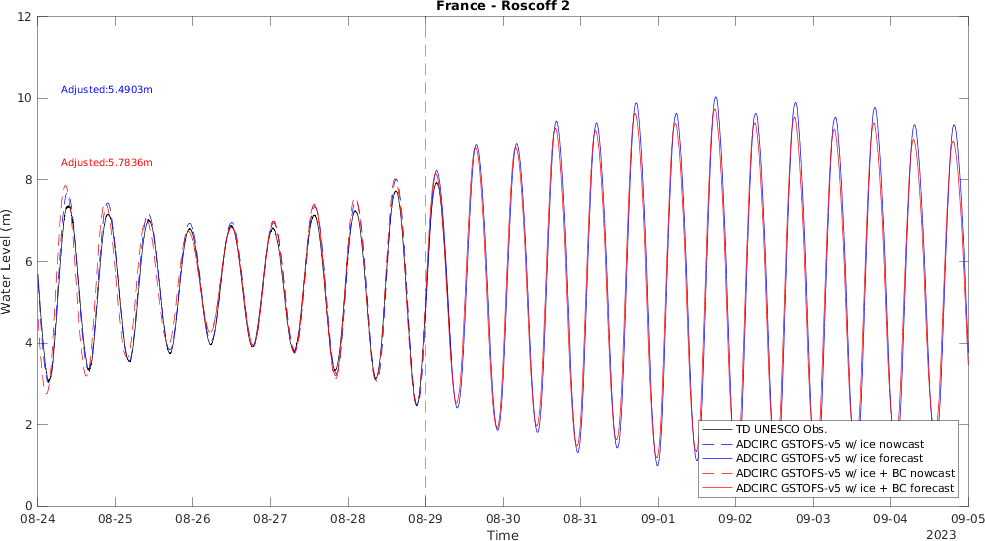 France - Roscoff 2
12
10
8
6
4
2
0
Water Level (m)
Adjusted:5.4903m
Adjusted:5.7836m
TD UNESCO Obs.
ADCIRC GSTOFS-v5 w/ ice nowcast
ADCIRC GSTOFS-v5 w/ ice forecast
ADCIRC GSTOFS-v5 w/ ice + BC nowcast
ADCIRC GSTOFS-v5 w/ ice + BC forecast
08-24 08-25 08-26 08-27 08-28 08-29 08-30 08-31 09-01 09-02 09-03 09-04 09-05
Time
2023